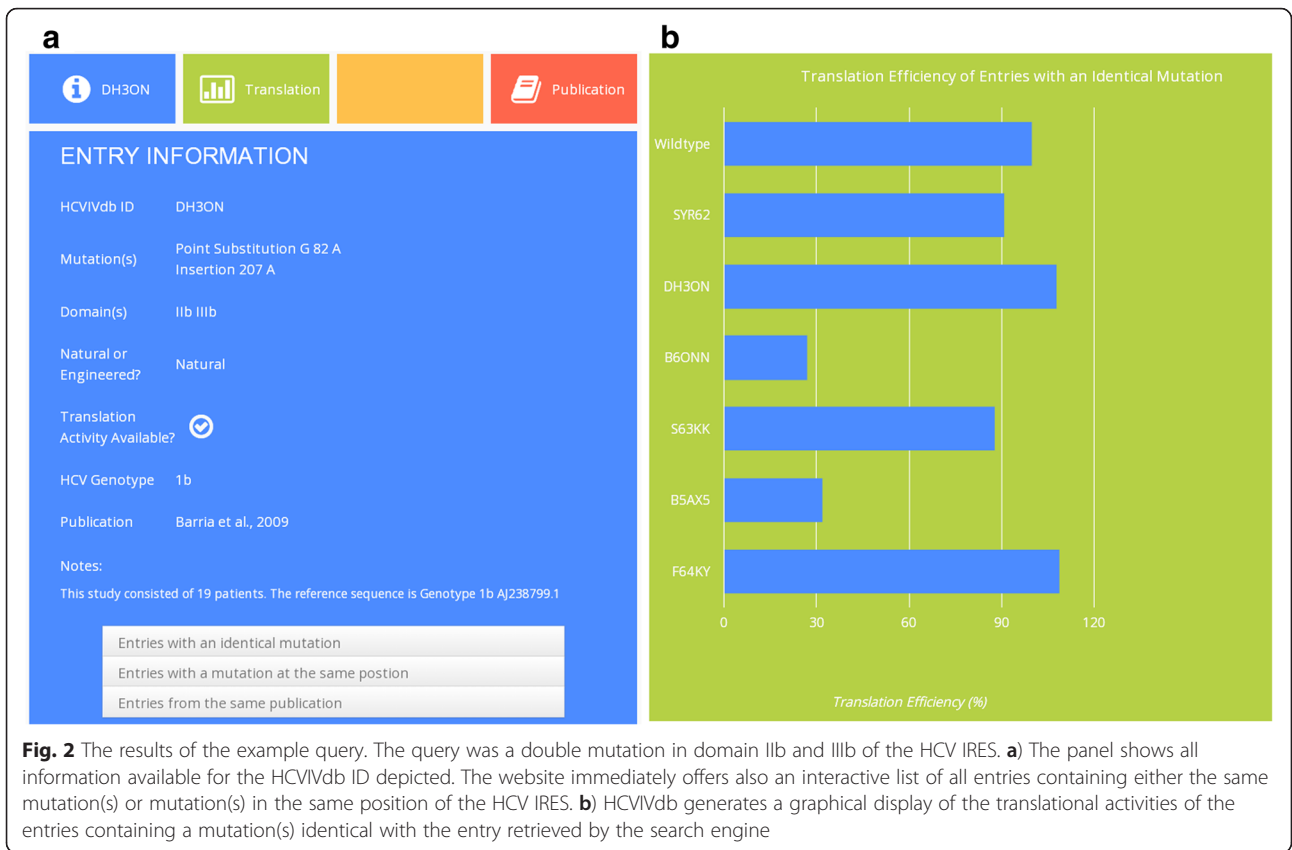 a
DH3ON
Translation
Publication
ENTRY INFORMATION
HCVIVdb ID DH3ON
Mutation(s) Point Substitution G 82 A
Insertion 207 A
Domain(s) IIb IIIb
Natural or
Engineered? Natural
Translation
Activity Available?
HCV Genotype 1b
Publication Barria et al., 2009
Notes:
This study consisted of 19 patients. The reference sequence is Genotype 1b AJ238799.1
Entries with an identical mutation
Entries with a mutation at the same postion
Entries from the same publication
b
Translation Efficiency of Entries with an Identical Mutation
Wildtype
SYR62
DH3ON
B6ONN
S63KK
B5AX5
F64KY
0 30 60 90 120
Translation Efficiency (%)
Fig. 2 The results of the example query. The query was a double mutation in domain IIb and IIIb of the HCV IRES. a) The panel shows all
information available for the HCVIVdb ID depicted. The website immediately offers also an interactive list of all entries containing either the same
mutation(s) or mutation(s) in the same position of the HCV IRES. b) HCVIVdb generates a graphical display of the translational activities of the
entries containing a mutation(s) identical with the entry retrieved by the search engine